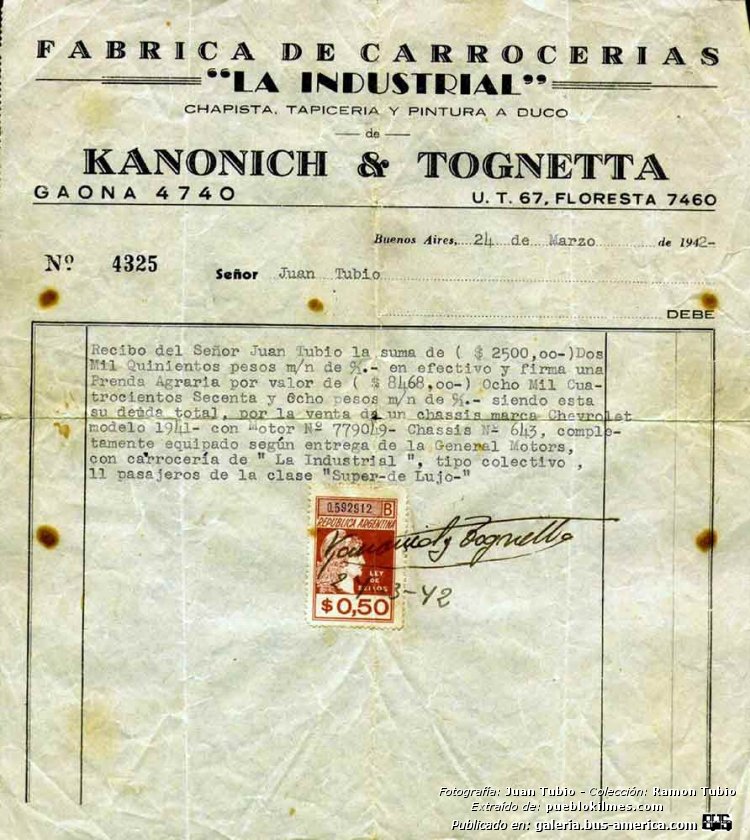 FABRICA DE CARROCERIAS
"LA INDUSTRIAL"
CHAPISTA, TAPICERIA Y PINTURA A DUCO
de
KANONICH & TOGNETTA
GAONA 4740
U. T. 67, FLORESTA 7460
Buenos Aires, 24 de Marzo de 1942-
Nº 4325
Señor Juan Tubio
DEBE
Recibo del Señor Juan Tubio la suma de ( $ 2500,00-)Dos
Mil Quinientos pesos m/n de c/l.- en efectivo y firma una
Prenda Agraria por valor de ( $ 8468,00-) Ocho Mil Cua-
trocientos Secenta y Ocho pesos m/n de c/l.- siendo esta
su deuda total, por la venta de un chassis marca Chevrolet
modelo 1941- con Motor Nº 779049- Chassis Nº 643, comple-
tamente equipado según entrega de la General Motors,
con carrocería de " La Industrial ", tipo colectivo ,
11 pasajeros de la clase "Super-de Lujo-"
0.592912 B
REPUBLICA ARGENTINA
Kanonich y Tognetta
LEY
DE
SELLOS
24-3-42
$0,50
Fotografía: Juan Tubio - Colección: Ramon Tubio
Extraído de: pueblokilmes.com
Publicado en: galeria.bus-america.com